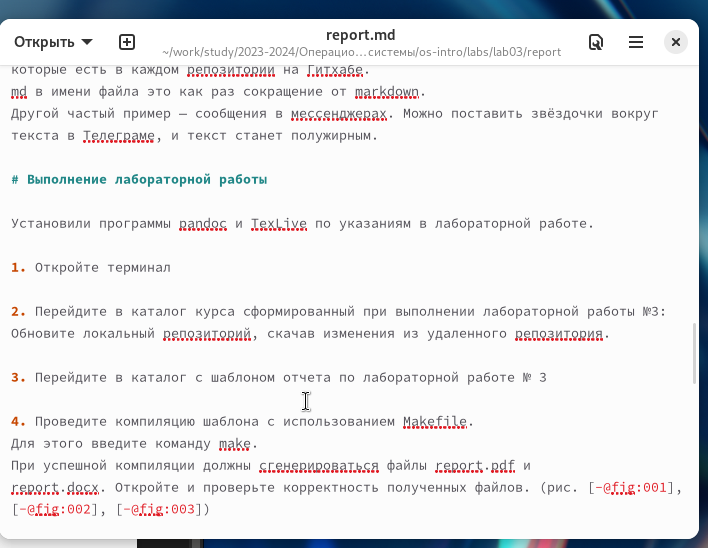 Открыть
report.md
~/work/study/2023-2024/Операцио…системы/os-intro/labs/lab03/report
которые есть в каждом репозитории на Гитхабе.
md в имени файла это как раз сокращение от markdown.
Другой частый пример — сообщения в мессенджерах. Можно поставить звёздочки вокруг
текста в Телеграме, и текст станет полужирным.
# Выполнение лабораторной работы
Установили программы pandoc и TexLive по указаниям в лабораторной работе.
1. Откройте терминал
2. Перейдите в каталог курса сформированный при выполнении лабораторной работы №3:
Обновите локальный репозиторий, скачав изменения из удаленного репозитория.
3. Перейдите в каталог с шаблоном отчета по лабораторной работе № 3
4. Проведите компиляцию шаблона с использованием Makefile.
Для этого введите команду make.
При успешной компиляции должны сгенерироваться файлы report.pdf и
report.docx. Откройте и проверьте корректность полученных файлов. (рис. [-@fig:001],
[-@fig:002], [-@fig:003])